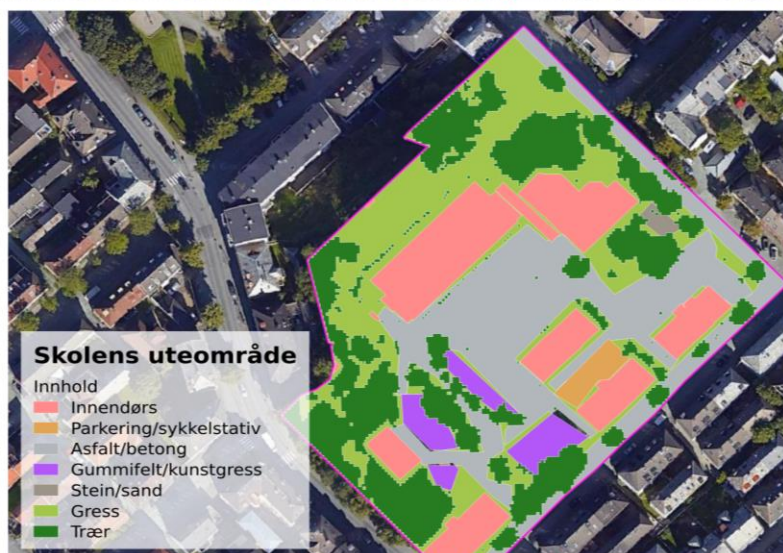 Skolens uteområde
Innhold
Innendørs
Parkering/sykkelstativ
Asfalt/betong
Gummifelt/kunstgress
Stein/sand
Gress
Trær